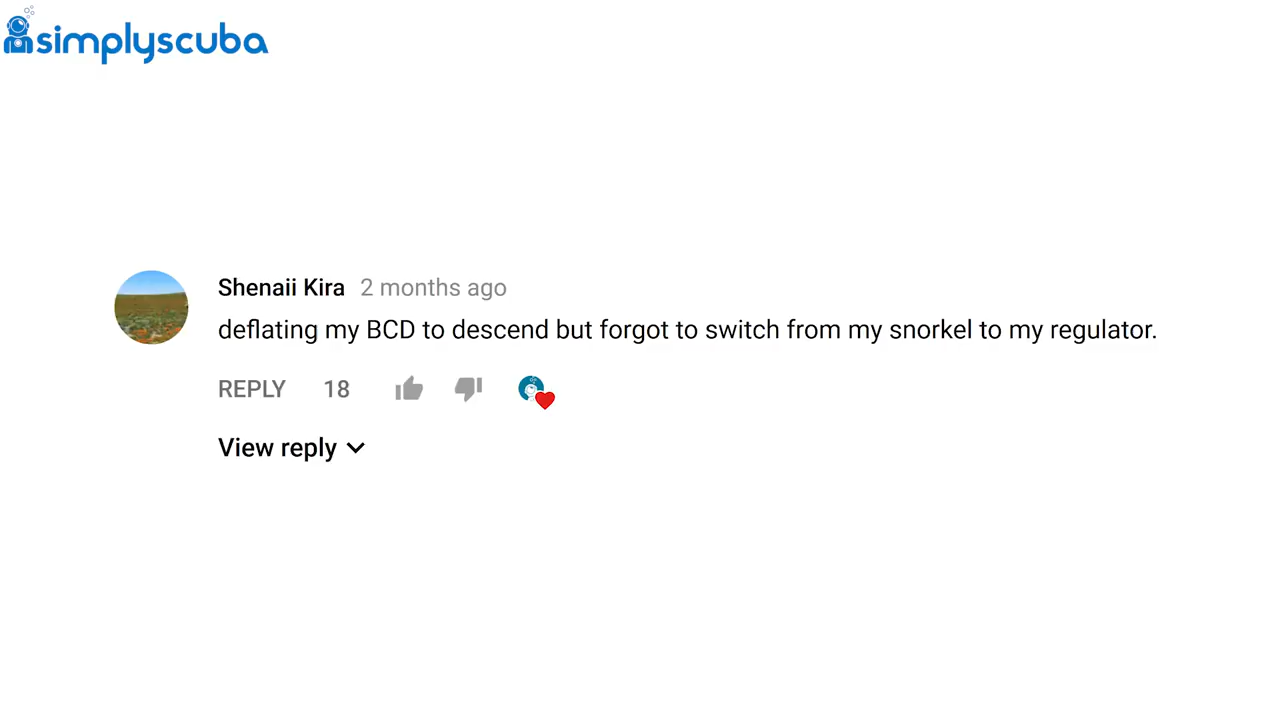 simplyscuba
Shenaii Kira 2 months ago
deflating my BCD to descend but forgot to switch from my snorkel to my regulator.
REPLY 18
View reply